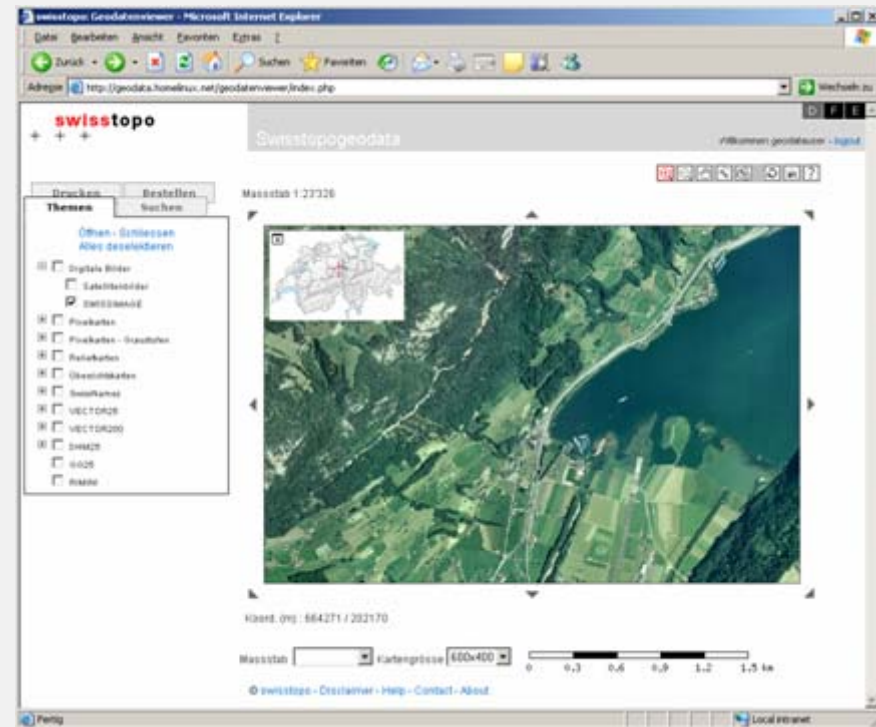 swisstopo: Geodatenviewer - Microsoft Internet Explorer
Datei Bearbeiten Ansicht Favoriten Extras ?
Zurück Suchen Favoriten
Adresse http://geodata.homelinux.net/geodatenviewer/index.php Wechseln zu
swisstopo
D F E
Swisstopogeodata
Willkommen geodatauser - logout
Drucken Bestellen
Themen Suchen
Massstab 1:23'328
Öffnen - Schliessen
Alles deselektieren
Digitale Bilder
Satellitenbilder
SWISSIMAGE
Pixelkarten
Pixelkarten - Graustufen
Reliefkarten
Übersichtskarten
SwissNames
VECTOR25
VECTOR200
DHM25
GG25
RIMINI
Koord. (m) : 664271 / 202170
Massstab Kartengrösse 600x400
0 0.3 0.6 0.9 1.2 1.5 km
© swisstopo - Disclaimer - Help - Contact - About
Fertig Local intranet